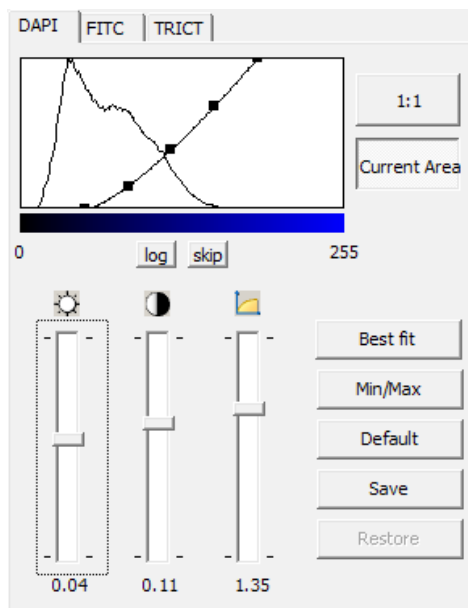 DAPI FITC TRICT
1:1
Current Area
0 log skip 255
Best fit
Min/Max
Default
Save
Restore
0.04 0.11 1.35